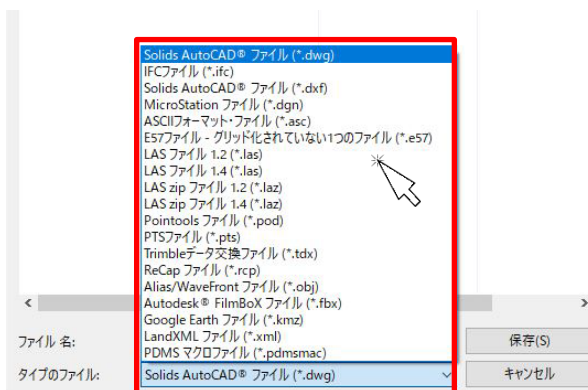 Solids AutoCAD® ファイル (*.dwg)
IFCファイル (*.ifc)
Solids AutoCAD® ファイル (*.dxf)
MicroStation ファイル (*.dgn)
ASCIIフォーマット・ファイル (*.asc)
E57ファイル - グリッド化されていない1つのファイル (*.e57)
LAS ファイル 1.2 (*.las)
LAS ファイル 1.4 (*.las)
LAS zip ファイル 1.2 (*.laz)
LAS zip ファイル 1.4 (*.laz)
Pointools ファイル (*.pod)
PTSファイル (*.pts)
Trimbleデータ交換ファイル (*.tdx)
ReCap ファイル (*.rcp)
Alias/WaveFront ファイル (*.obj)
Autodesk® FilmBoX ファイル (*.fbx)
Google Earth ファイル (*.kmz)
LandXML ファイル (*.xml)
PDMS マクロファイル (*.pdmsmac)
ファイル 名:
保存(S)
タイプのファイル:
Solids AutoCAD® ファイル (*.dwg)
キャンセル